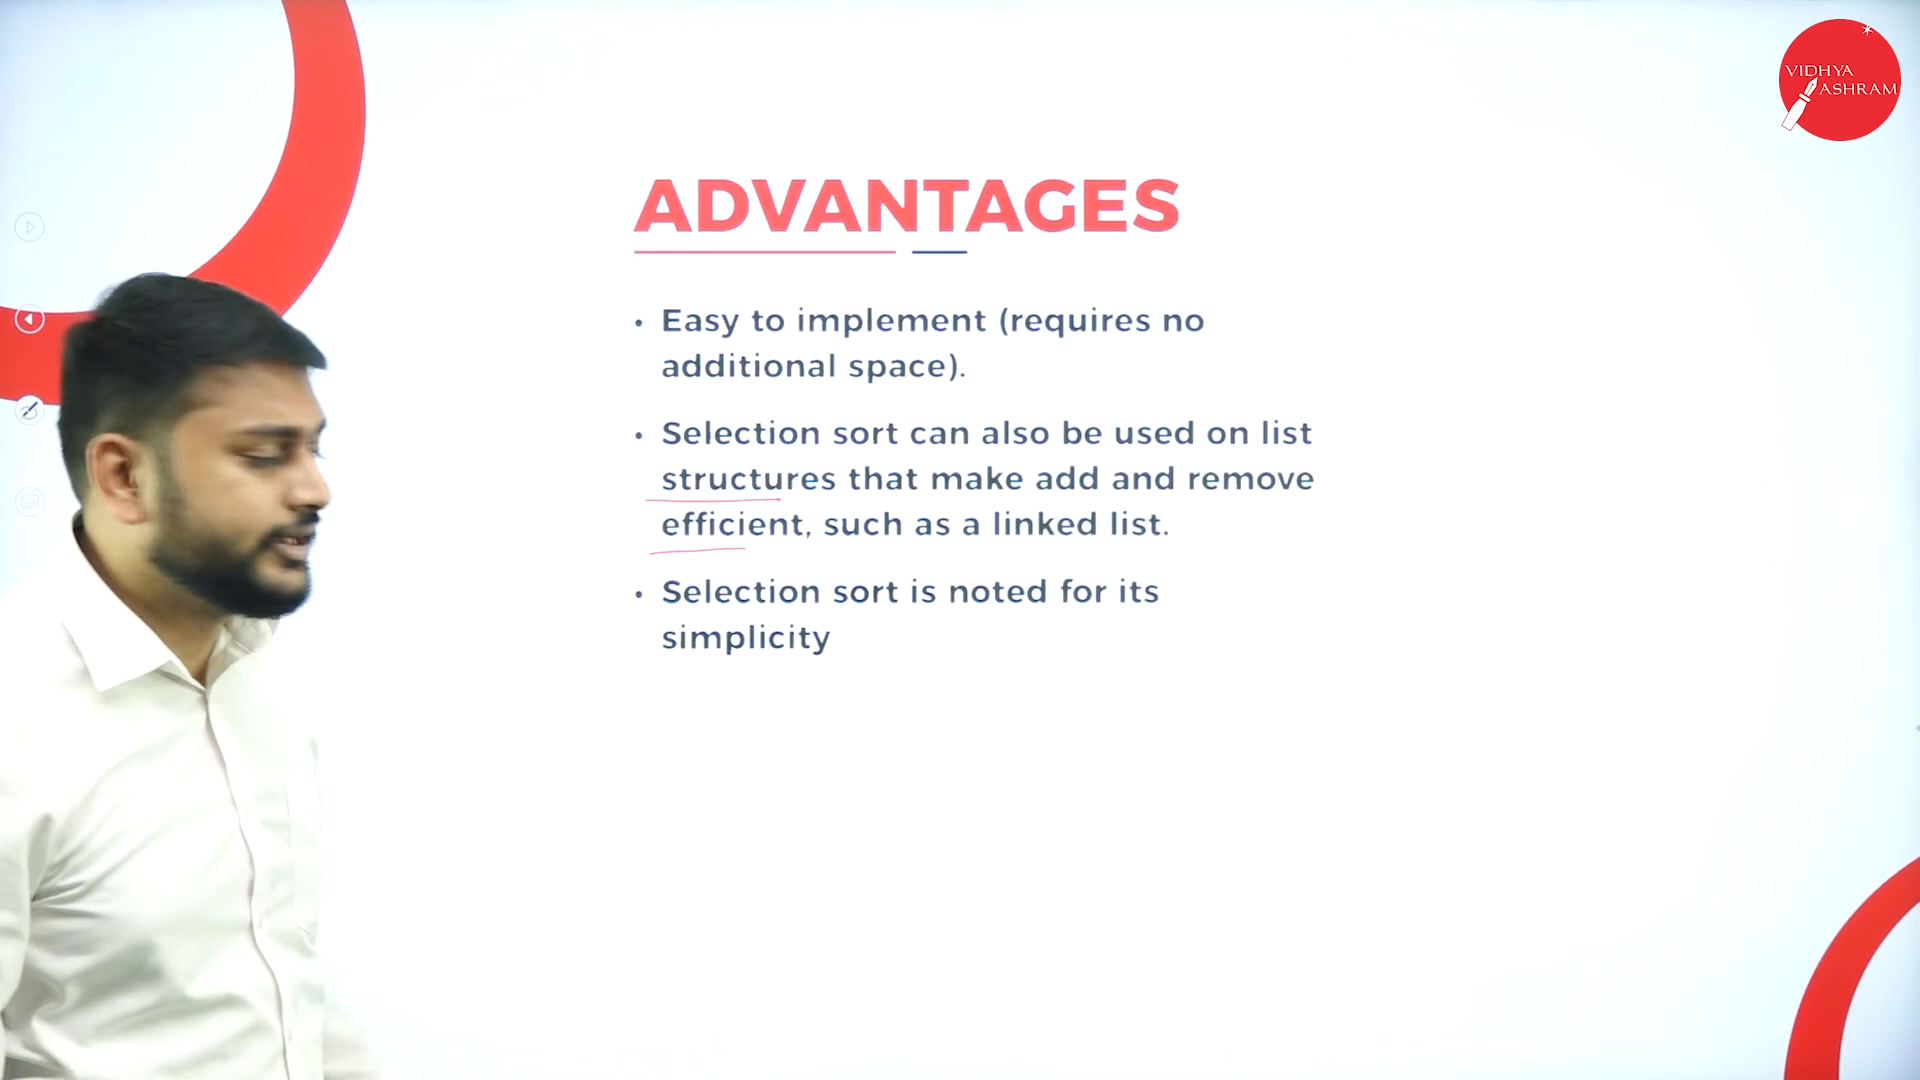 VIDHYA
ASHRAM
ADVANTAGES
• Easy to implement (requires no
additional space).
• Selection sort can also be used on list
structures that make add and remove
efficient, such as a linked list.
• Selection sort is noted for its
simplicity